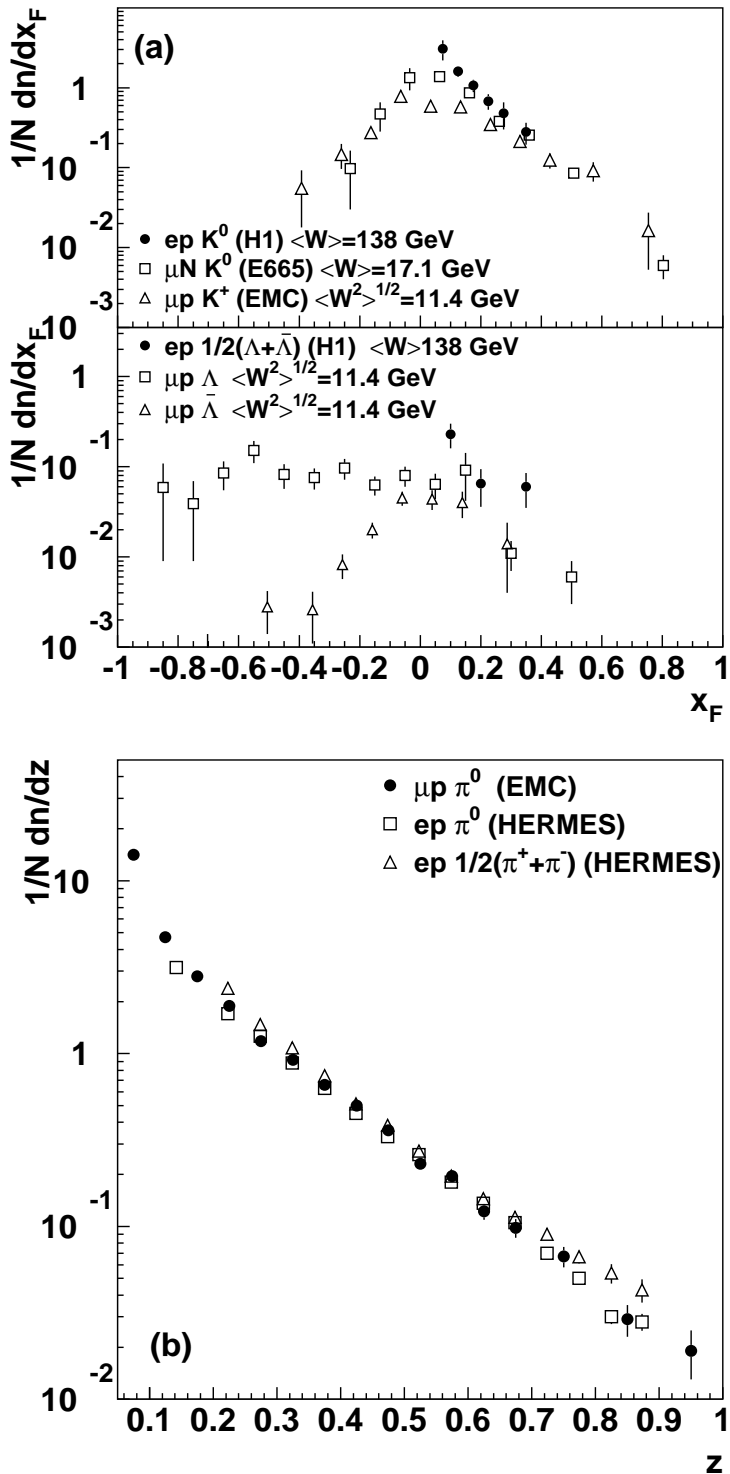 (a)
1/N dn/dx_F
1
10^-1
10^-2
10^-3
ep K^0 (H1) <W>=138 GeV
μN K^0 (E665) <W>=17.1 GeV
μp K^+ (EMC) <W^2>^1/2=11.4GeV
1/N dn/dx_F
ep 1/2(Λ+Λ̄) (H1) <W>138 GeV
μp Λ <W^2>^1/2=11.4 GeV
μp Λ̄ <W^2>^1/2=11.4 GeV
10^-1
10^-2
10^-3
-1 -0.8 -0.6 -0.4 -0.2 0 0.2 0.4 0.6 0.8 1
x_F
1/N dn/dz
μp π^0 (EMC)
ep π^0 (HERMES)
ep 1/2(π^+ +π^-) (HERMES)
10
1
10^-1
10^-2
(b)
0.1 0.2 0.3 0.4 0.5 0.6 0.7 0.8 0.9 1
z